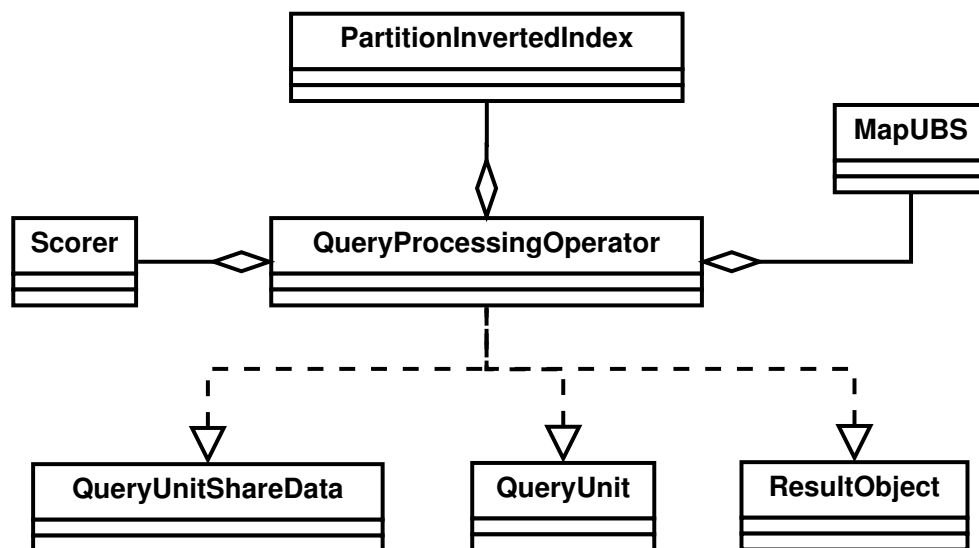 PartitionInvertedIndex
MapUBS
Scorer
QueryProcessingOperator
QueryUnitShareData
QueryUnit
ResultObject